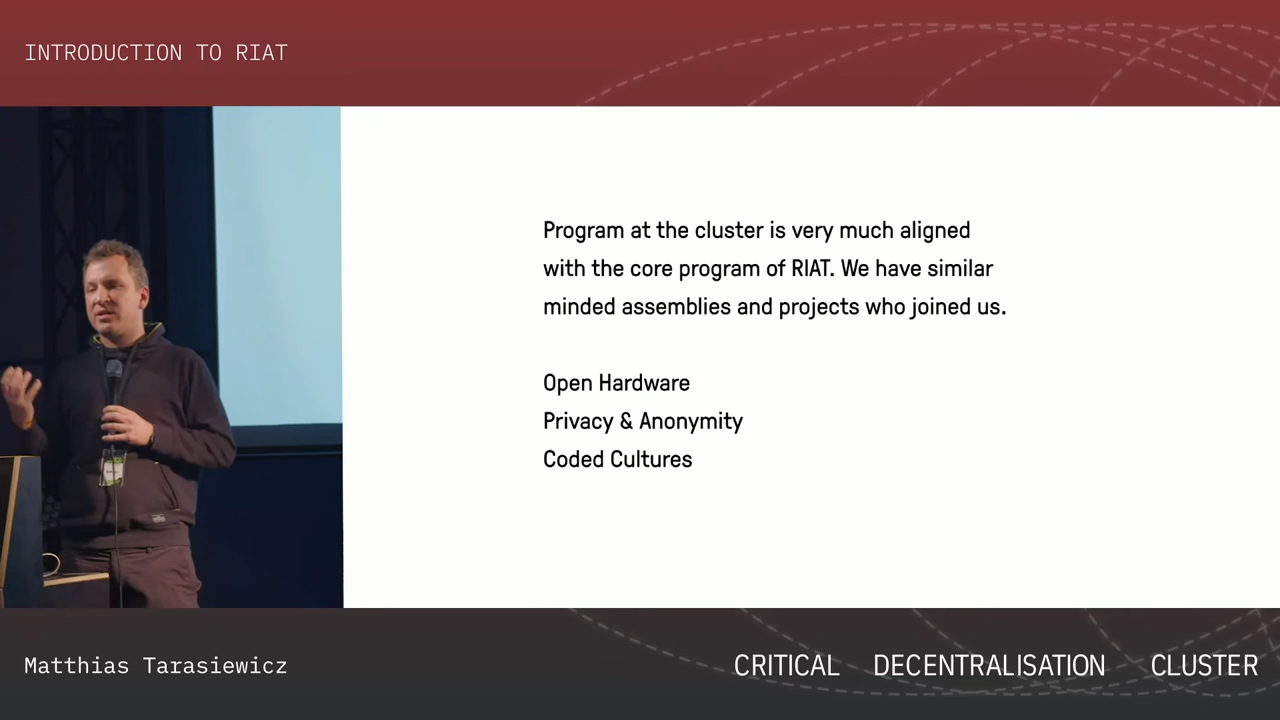 INTRODUCTION TO RIAT
Program at the cluster is very much aligned
with the core program of RIAT. We have similar
minded assemblies and projects who joined us.
Open Hardware
Privacy & Anonymity
Coded Cultures
Matthias Tarasiewicz
CRITICAL DECENTRALISATION CLUSTER